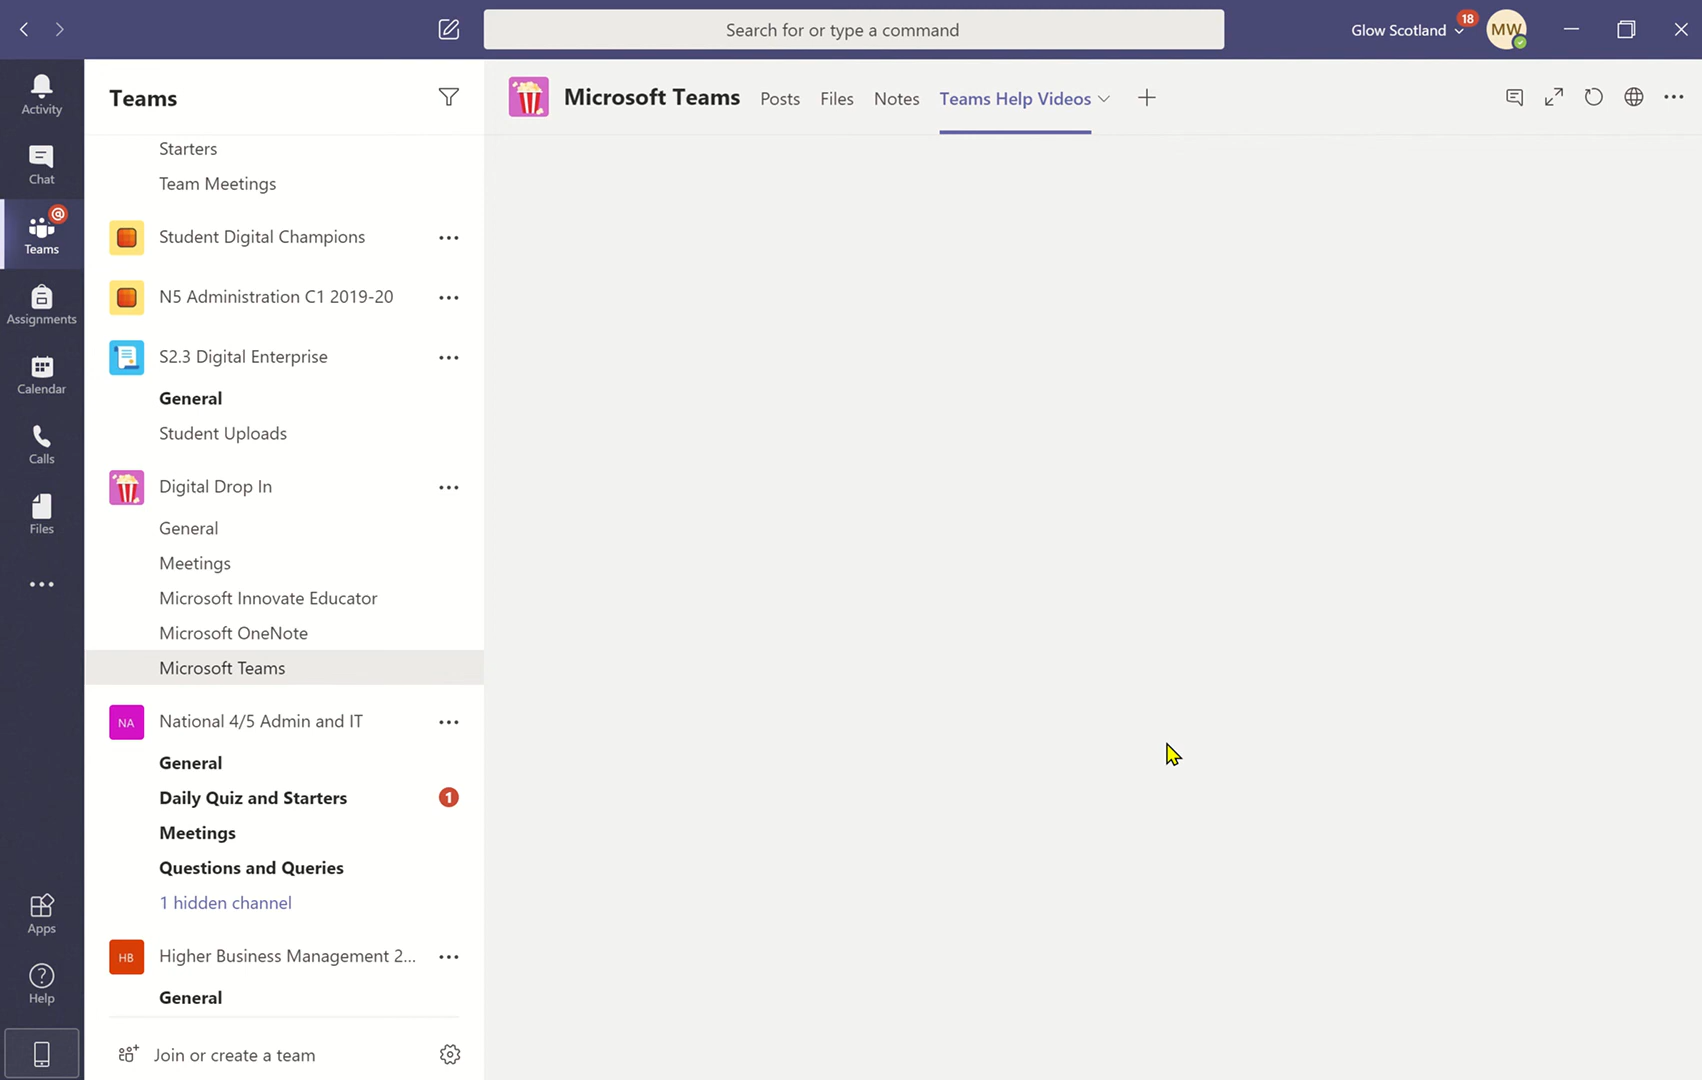 Search for or type a command
Glow Scotland
18
MW
Activity
Chat
@
Teams
Assignments
Calendar
Calls
Files
Apps
Help
Teams
Starters
Team Meetings
Student Digital Champions
N5 Administration C1 2019-20
S2.3 Digital Enterprise
General
Student Uploads
Digital Drop In
General
Meetings
Microsoft Innovate Educator
Microsoft OneNote
Microsoft Teams
NA National 4/5 Admin and IT
General
Daily Quiz and Starters 1
Meetings
Questions and Queries
1 hidden channel
HB Higher Business Management 2...
General
Join or create a team
Microsoft Teams Posts Files Notes Teams Help Videos